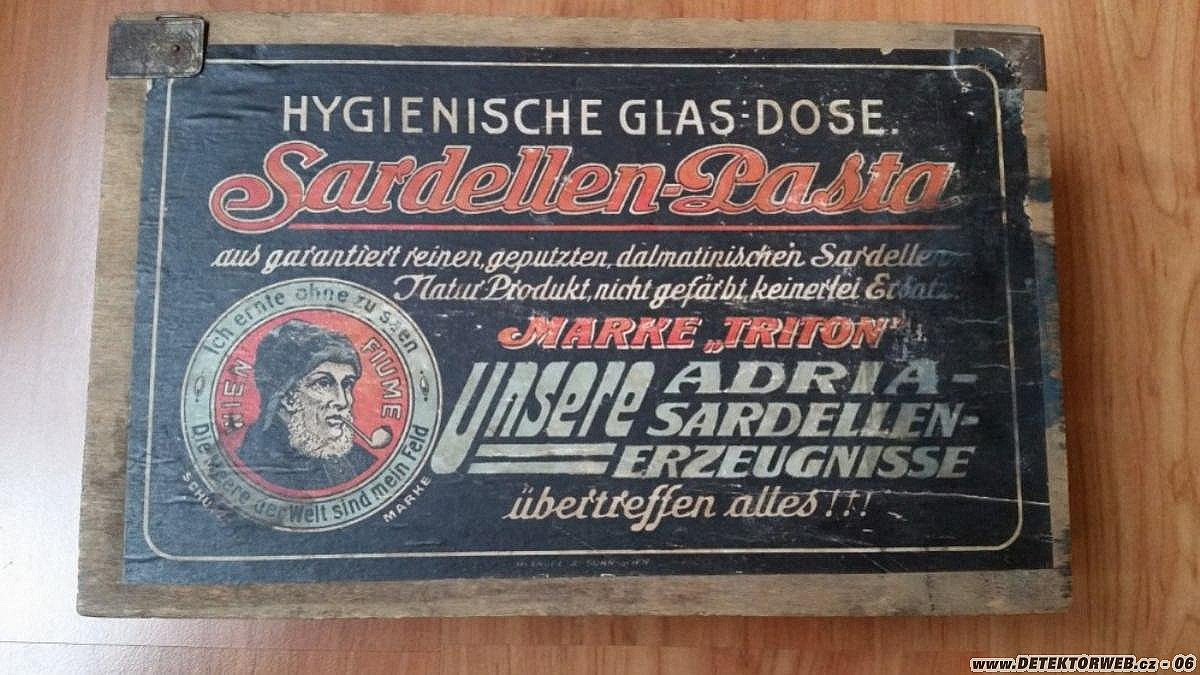 HYGIENISCHE GLAS-DOSE.
Sardellen-Pasta
aus garantiert reinen, geputzten, dalmatinischen Sardellen
Natur Produkt, nicht gefärbt, keinerlei Ersatz.
MARKE „TRITON"
Unsere ADRIA-
SARDELLEN-
ERZEUGNISSE
übertreffen alles!!!
Ich ernte ohne zu säen
WIEN FIUME
Die Meere der Welt sind mein Feld
SCHUTZ MARKE
www.DETEKTORWEB.cz - 06